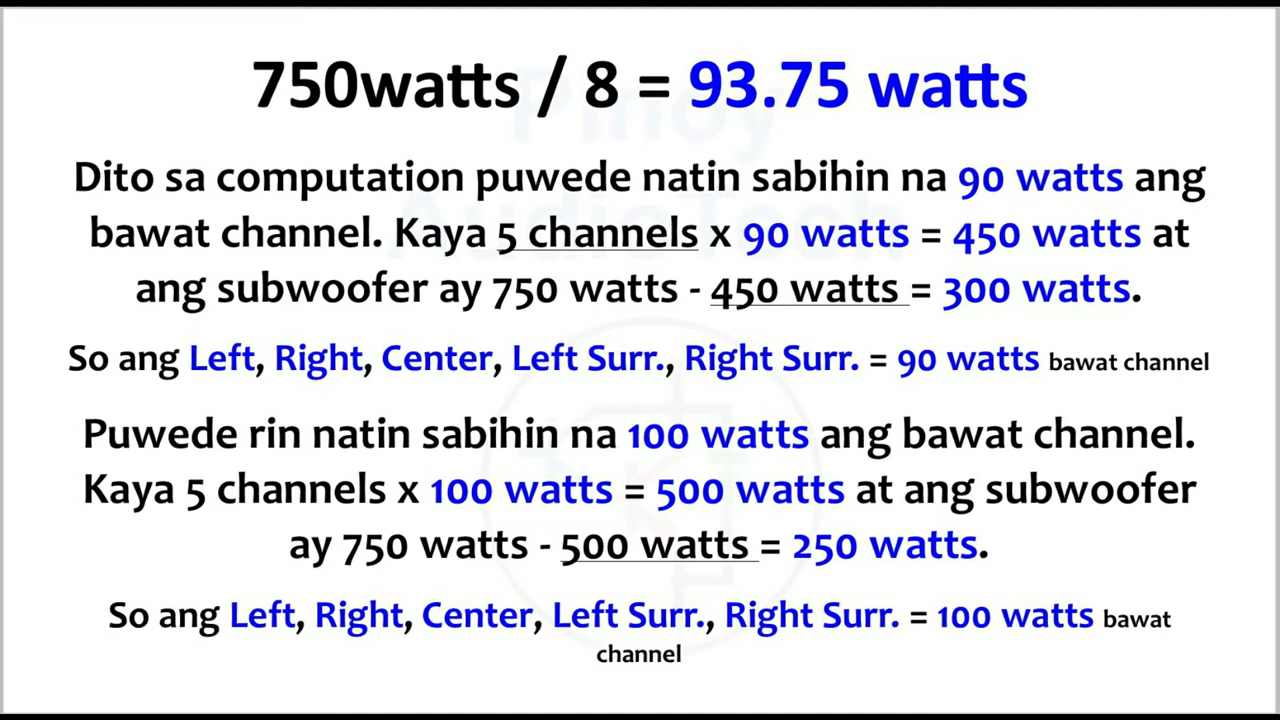 750watts / 8 = 93.75 watts
Dito sa computation puwede natin sabihin na 90 watts ang
bawat channel. Kaya 5 channels x 90 watts = 450 watts at
ang subwoofer ay 750 watts - 450 watts = 300 watts.
So ang Left, Right, Center, Left Surr., Right Surr. = 90 watts bawat channel
Puwede rin natin sabihin na 100 watts ang bawat channel.
Kaya 5 channels x 100 watts = 500 watts at ang subwoofer
ay 750 watts - 500 watts = 250 watts.
So ang Left, Right, Center, Left Surr., Right Surr. = 100 watts bawat
channel
Pinoy
AudioTech